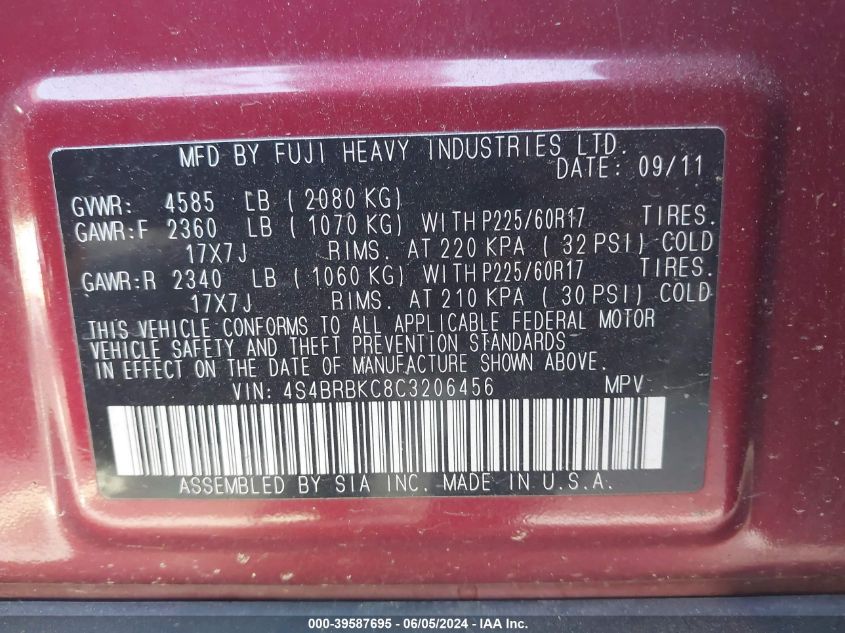 MFD BY FUJI HEAVY INDUSTRIES LTD.
DATE: 09/11
GVWR: 4585 LB ( 2080 KG)
GAWR:F 2360 LB ( 1070 KG) WITH P225/60R17 TIRES.
17X7J RIMS. AT 220 KPA ( 32 PSI) COLD
GAWR:R 2340 LB ( 1060 KG) WITH P225/60R17 TIRES.
17X7J RIMS. AT 210 KPA ( 30 PSI) COLD
THIS VEHICLE CONFORMS TO ALL APPLICABLE FEDERAL MOTOR
VEHICLE SAFETY AND THEFT PREVENTION STANDARDS
IN EFFECT ON THE DATE OF MANUFACTURE SHOWN ABOVE.
VIN: 4S4BRBKC8C3206456 MPV
ASSEMBLED BY SIA INC. MADE IN U.S.A.
000-39587695 - 06/05/2024 - IAA, Inc.